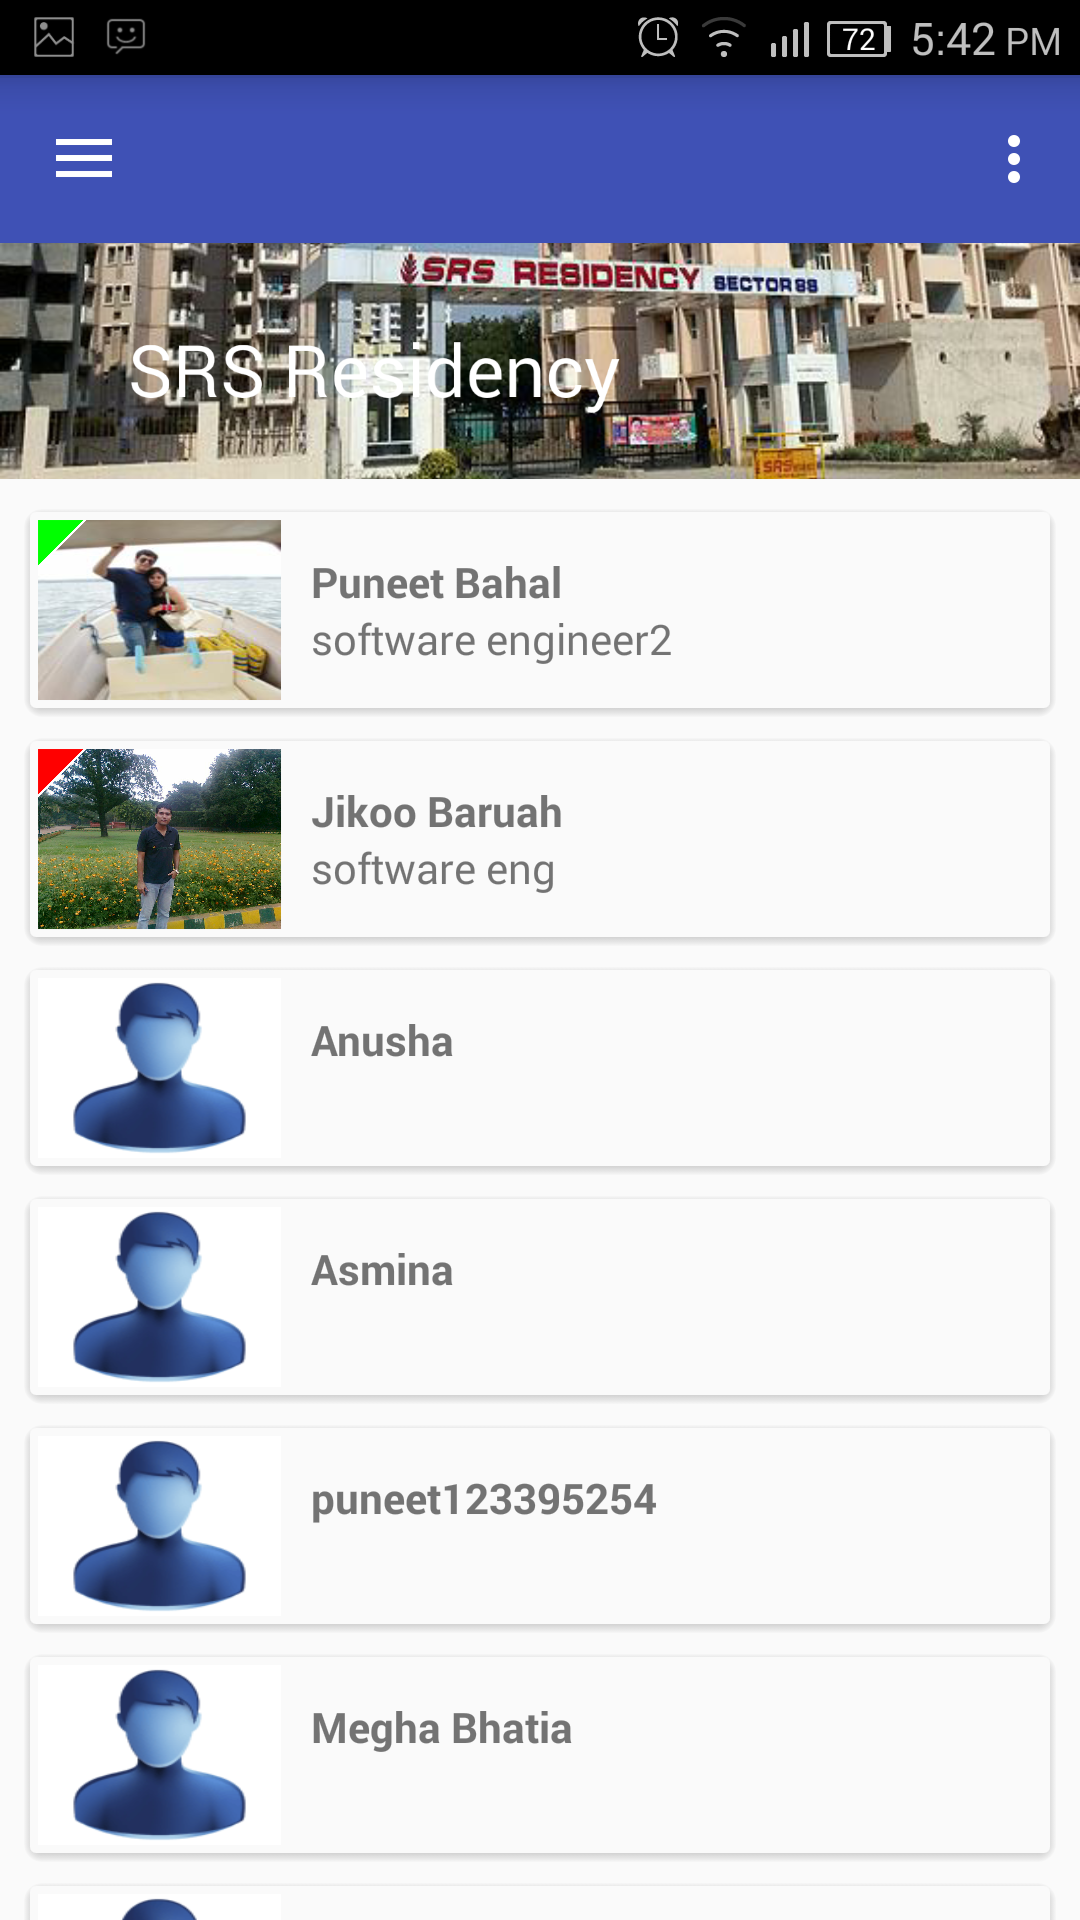 72 5:42 PM
SRS RESIDENCY SECTOR 88
SRS Residency
SRS
Puneet Bahal
software engineer2
Jikoo Baruah
software eng
Anusha
Asmina
puneet123395254
Megha Bhatia